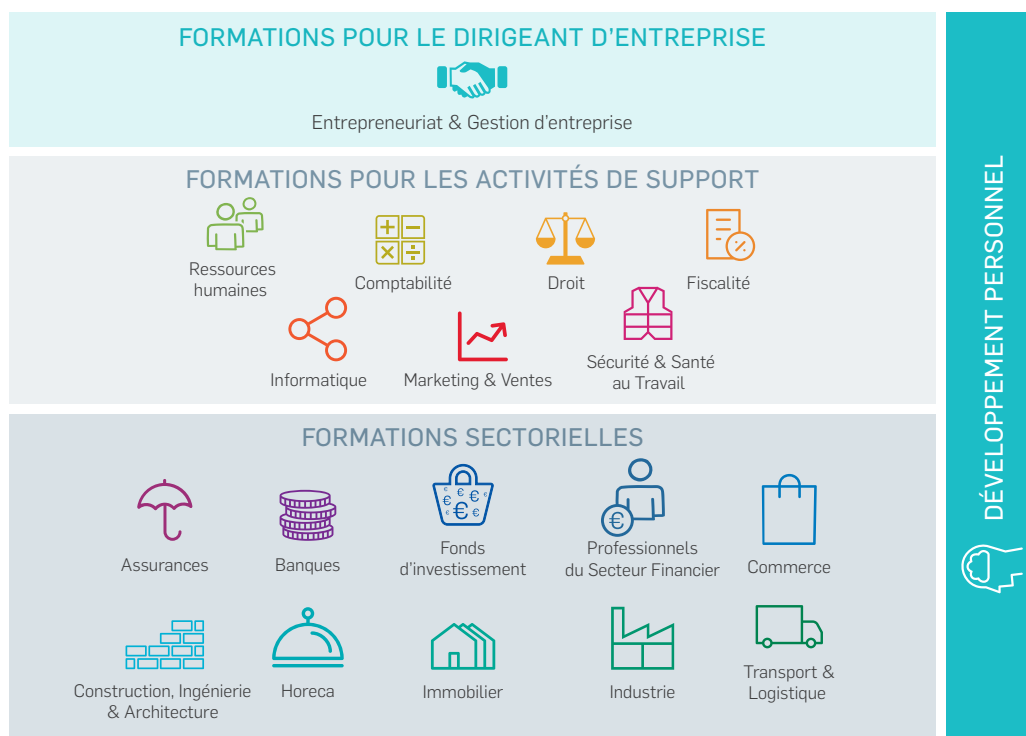 FORMATIONS POUR LE DIRIGEANT D'ENTREPRISE
Entrepreneuriat & Gestion d'entreprise
FORMATIONS POUR LES ACTIVITÉS DE SUPPORT
Ressources
humaines
Comptabilité
Droit
Fiscalité
Informatique
Marketing & Ventes
Sécurité & Santé
au Travail
FORMATIONS SECTORIELLES
Assurances
Banques
Fonds
d'investissement
Professionnels
du Secteur Financier
Commerce
Construction, Ingénierie
& Architecture
Horeca
Immobilier
Industrie
Transport &
Logistique
DÉVELOPPEMENT PERSONNEL